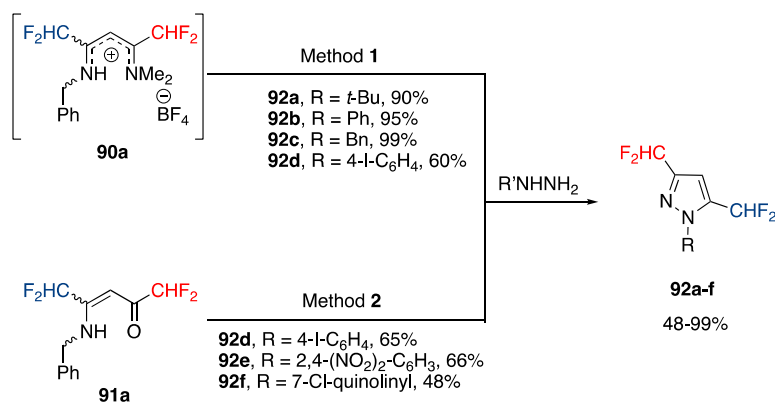 F₂HC CHF₂
⊕
NH NMe₂
⊖
Ph BF₄
90a
Method 1
92a, R = t-Bu, 90%
92b, R = Ph, 95%
92c, R = Bn, 99%
92d, R = 4-I-C₆H₄, 60%
R'NHNH₂
F₂HC
N
N CHF₂
R
92a-f
48-99%
F₂HC CHF₂
NH O
Ph
91a
Method 2
92d, R = 4-I-C₆H₄, 65%
92e, R = 2,4-(NO₂)₂-C₆H₃, 66%
92f, R = 7-Cl-quinolinyl, 48%